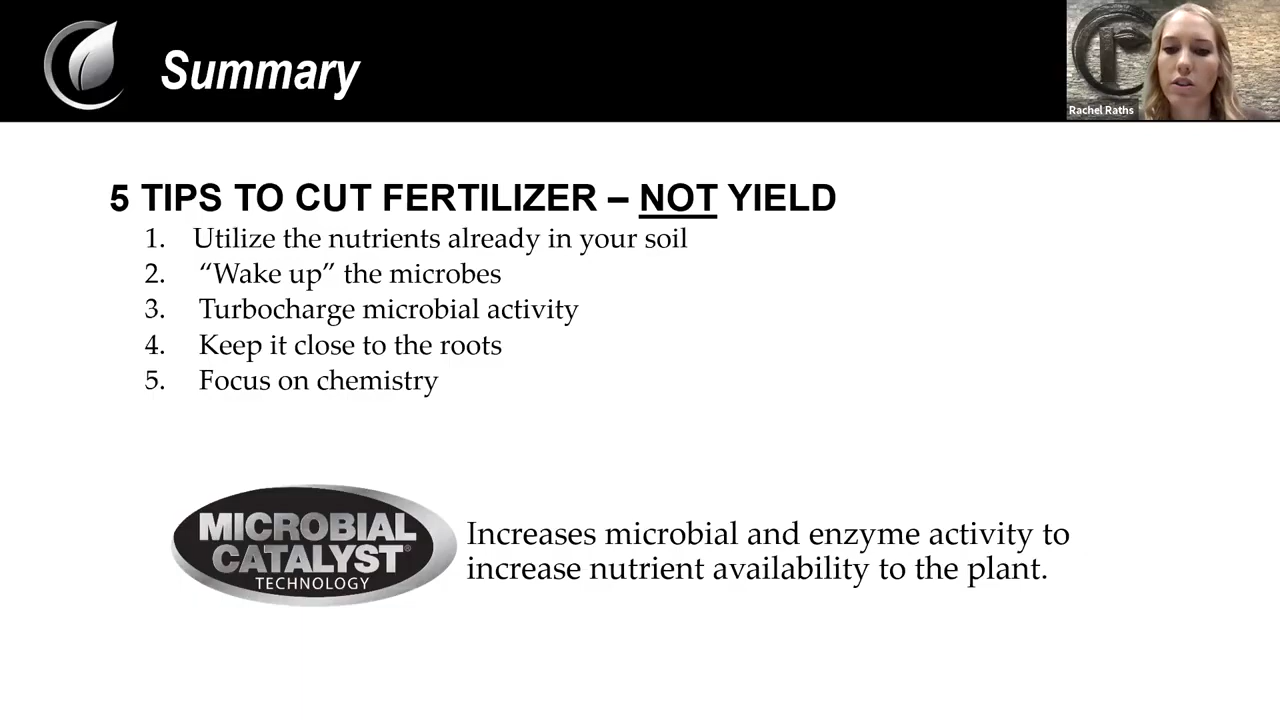 Summary
Rachel Raths
5 TIPS TO CUT FERTILIZER – NOT YIELD
1. Utilize the nutrients already in your soil
2. “Wake up” the microbes
3. Turbocharge microbial activity
4. Keep it close to the roots
5. Focus on chemistry
MICROBIAL
CATALYST®
TECHNOLOGY
Increases microbial and enzyme activity to
increase nutrient availability to the plant.